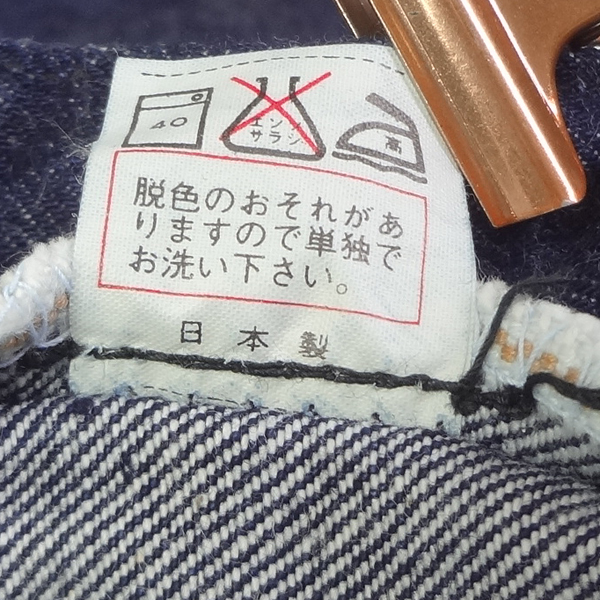 40
エンソ
サラシ
高
脱色のおそれがあ
りますので単独で
お洗い下さい。
日本製